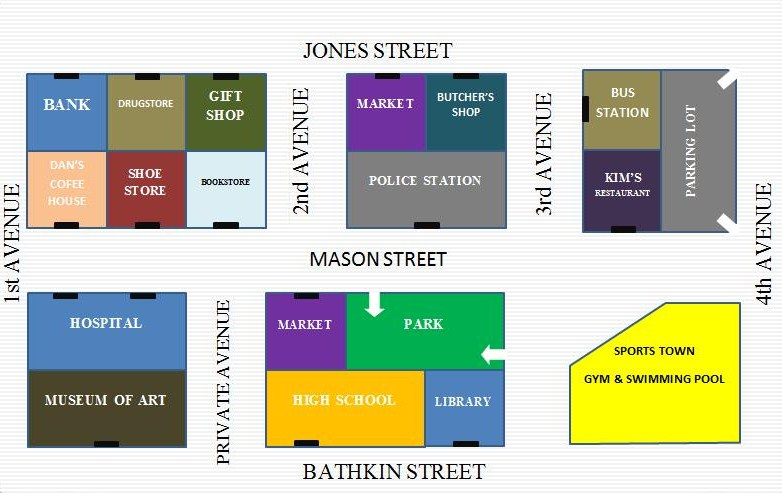 JONES STREET
BANK
DRUGSTORE
GIFT
SHOP
MARKET
BUTCHER'S
SHOP
BUS
STATION
DAN'S
COFEE
HOUSE
SHOE
STORE
BOOKSTORE
POLICE STATION
KIM'S
RESTAURANT
PARKING LOT
1st AVENUE
2nd AVENUE
3rd AVENUE
4th AVENUE
MASON STREET
HOSPITAL
MUSEUM OF ART
PRIVATE AVENUE
MARKET
PARK
HIGH SCHOOL
LIBRARY
SPORTS TOWN
GYM & SWIMMING POOL
BATHKIN STREET